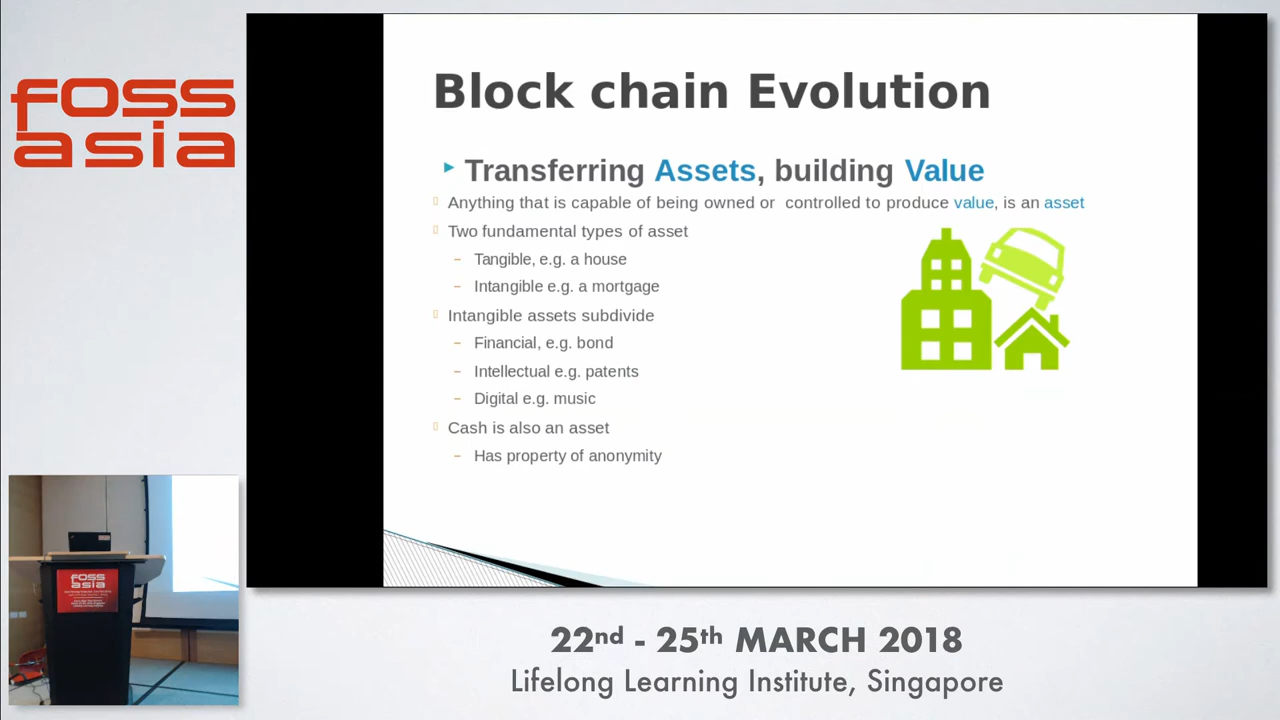 foss
asia
Block chain Evolution
Transferring Assets, building Value
Anything that is capable of being owned or  controlled to produce value, is an asset
Two fundamental types of asset
– Tangible, e.g. a house
– Intangible e.g. a mortgage
Intangible assets subdivide
– Financial, e.g. bond
– Intellectual e.g. patents
– Digital e.g. music
Cash is also an asset
– Has property of anonymity
foss
asia
22nd - 25th MARCH 2018
Lifelong Learning Institute, Singapore